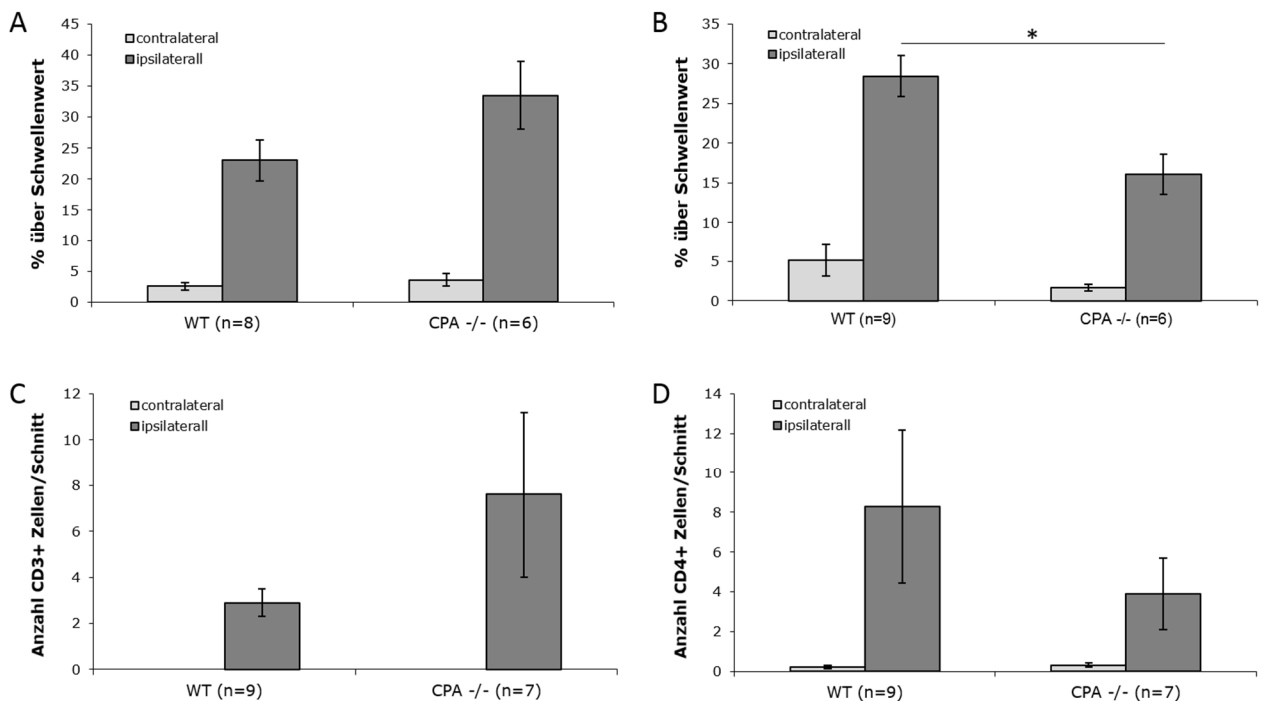 A
% über Schwellenwert
45
40
35
30
25
20
15
10
5
0
contralateral
ipsilaterall
WT (n=8)
CPA -/- (n=6)
B
% über Schwellenwert
35
30
25
20
15
10
5
0
contralateral
ipsilaterall
*
WT (n=9)
CPA -/- (n=6)
C
Anzahl CD3+ Zellen/Schnitt
12
10
8
6
4
2
0
contralateral
ipsilaterall
WT (n=9)
CPA -/- (n=7)
D
Anzahl CD4+ Zellen/Schnitt
14
12
10
8
6
4
2
0
contralateral
ipsilaterall
WT (n=9)
CPA -/- (n=7)